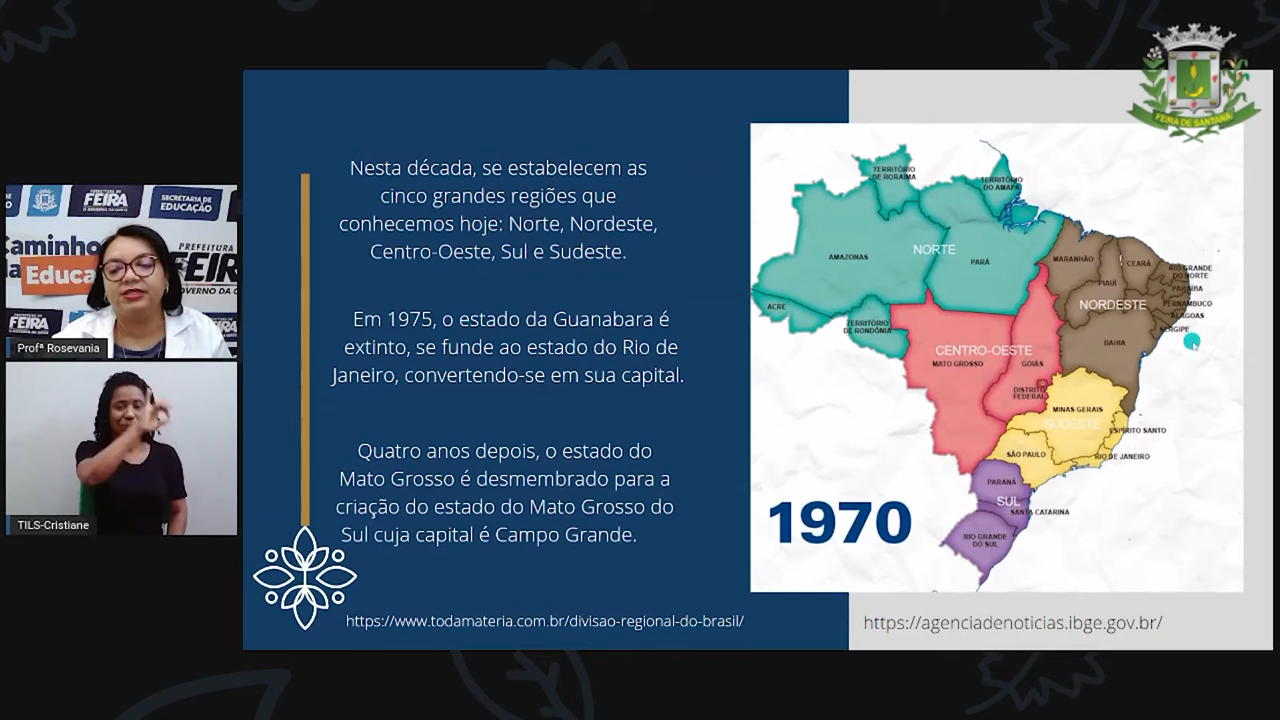 FEIRA DE SANTANA
PREFEITURA DE
FEIRA
SECRETARIA DE
EDUCAÇÃO
Caminho
Educa
PREFEITURA
FEIR
FEIRA
Profª Rosevania
TILS-Cristiane
Nesta década, se estabelecem as
cinco grandes regiões que
conhecemos hoje: Norte, Nordeste,
Centro-Oeste, Sul e Sudeste.
Em 1975, o estado da Guanabara é
extinto, se funde ao estado do Rio de
Janeiro, convertendo-se em sua capital.
Quatro anos depois, o estado do
Mato Grosso é desmembrado para a
criação do estado do Mato Grosso do
Sul cuja capital é Campo Grande.
https://www.todamateria.com.br/divisao-regional-do-brasil/
TERRITÓRIO
DE RORAIMA
TERRITÓRIO
DO AMAPÁ
NORTE
AMAZONAS
PARÁ
ACRE
TERRITÓRIO
DE RONDÔNIA
MARANHÃO
CEARÁ
RIO GRANDE
DO NORTE
PIAUÍ
PARAÍBA
NORDESTE
PERNAMBUCO
ALAGOAS
SERGIPE
BAHIA
CENTRO-OESTE
MATO GROSSO
GOIÁS
DISTRITO
FEDERAL
MINAS GERAIS
SUDESTE
ESPÍRITO SANTO
SÃO PAULO
RIO DE JANEIRO
PARANÁ
SUL
SANTA CATARINA
RIO GRANDE
DO SUL
1970
https://agenciadenoticias.ibge.gov.br/